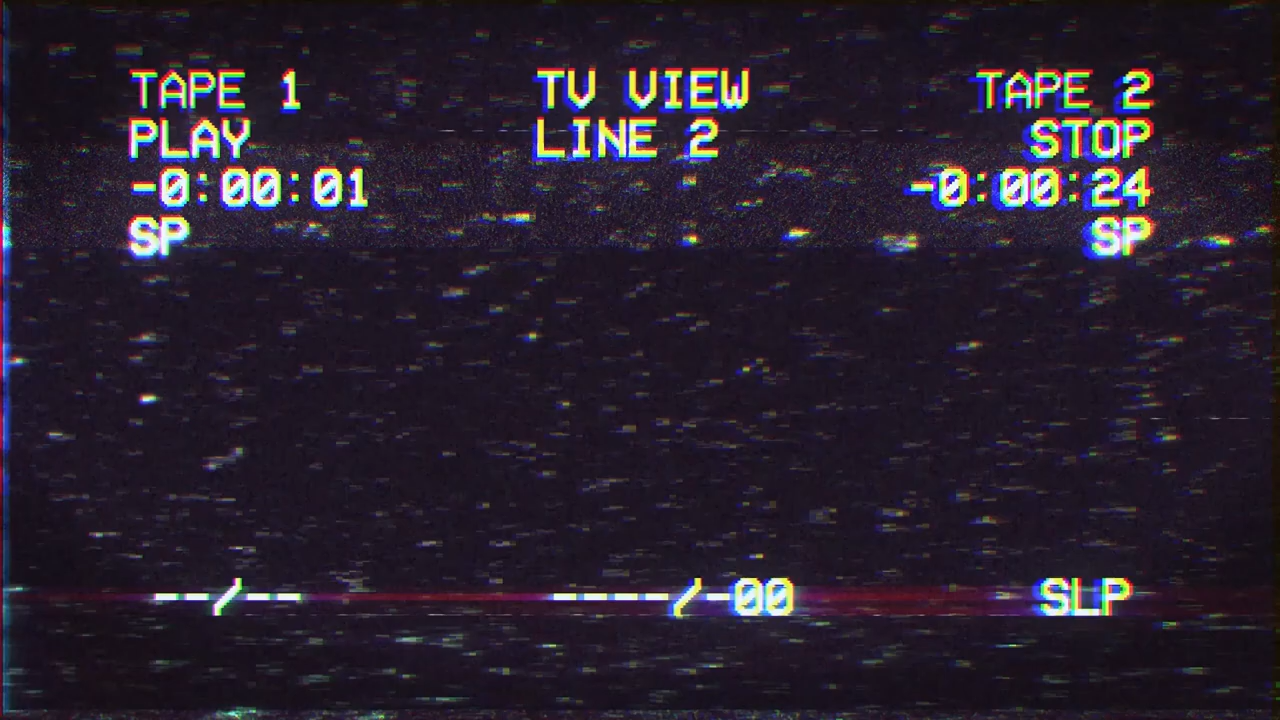 TAPE 1 TV VIEW TAPE 2
PLAY LINE 2 STOP
-0:00:01 -0:00:24
SP SP
--/-- ----/-00 SLP